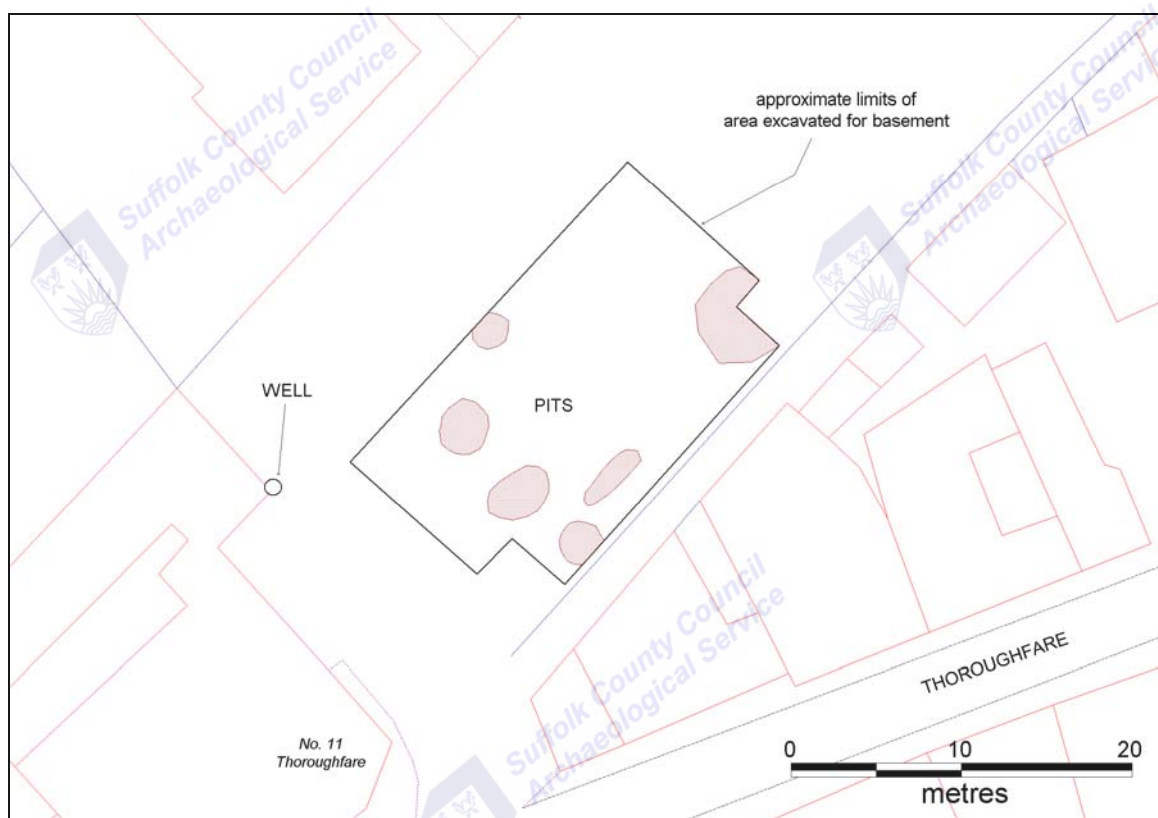 approximate limits of
area excavated for basement
WELL
PITS
THOROUGHFARE
No. 11
Thoroughfare
0 10 20
metres
Suffolk County Council
Archaeological Service
Suffolk County Council
Archaeological Service
Suffolk County Council
Archaeological Service
Suffolk County Council
Archaeological Service